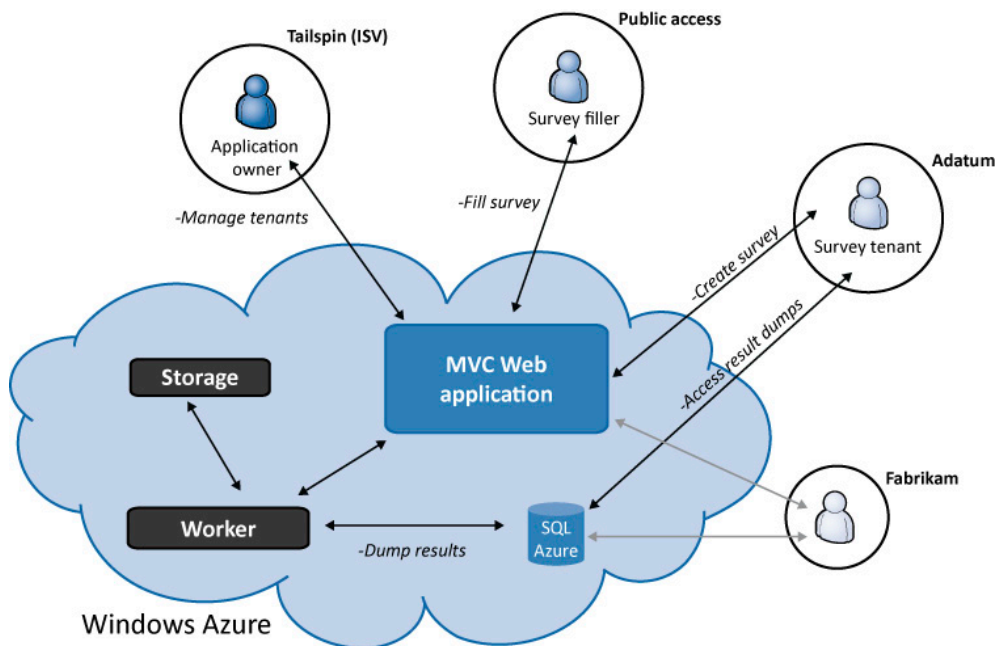 Public access
Tailspin (ISV)
Survey filler
Application
owner
Adatum
-Manage tenants
-Fill survey
Survey tenant
-Create survey
-Access result dumps
MVC Web
application
Storage
Fabrikam
Worker
SQL
Azure
-Dump results
Windows Azure